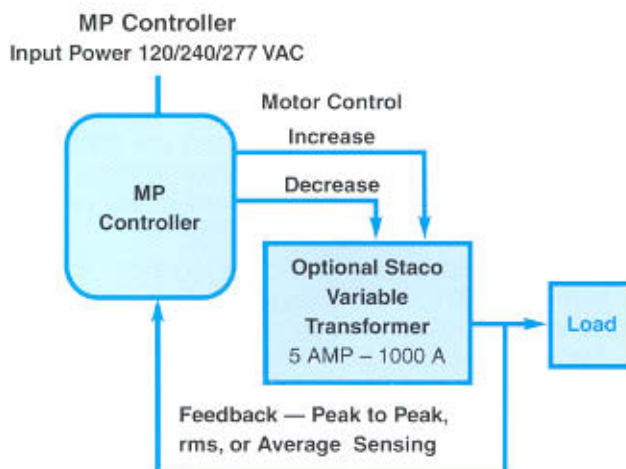 MP Controller
Input Power 120/240/277 VAC
Motor Control
Increase
Decrease
MP
Controller
Optional Staco
Variable
Transformer
5 AMP – 1000 A
Load
Feedback — Peak to Peak,
rms, or Average Sensing